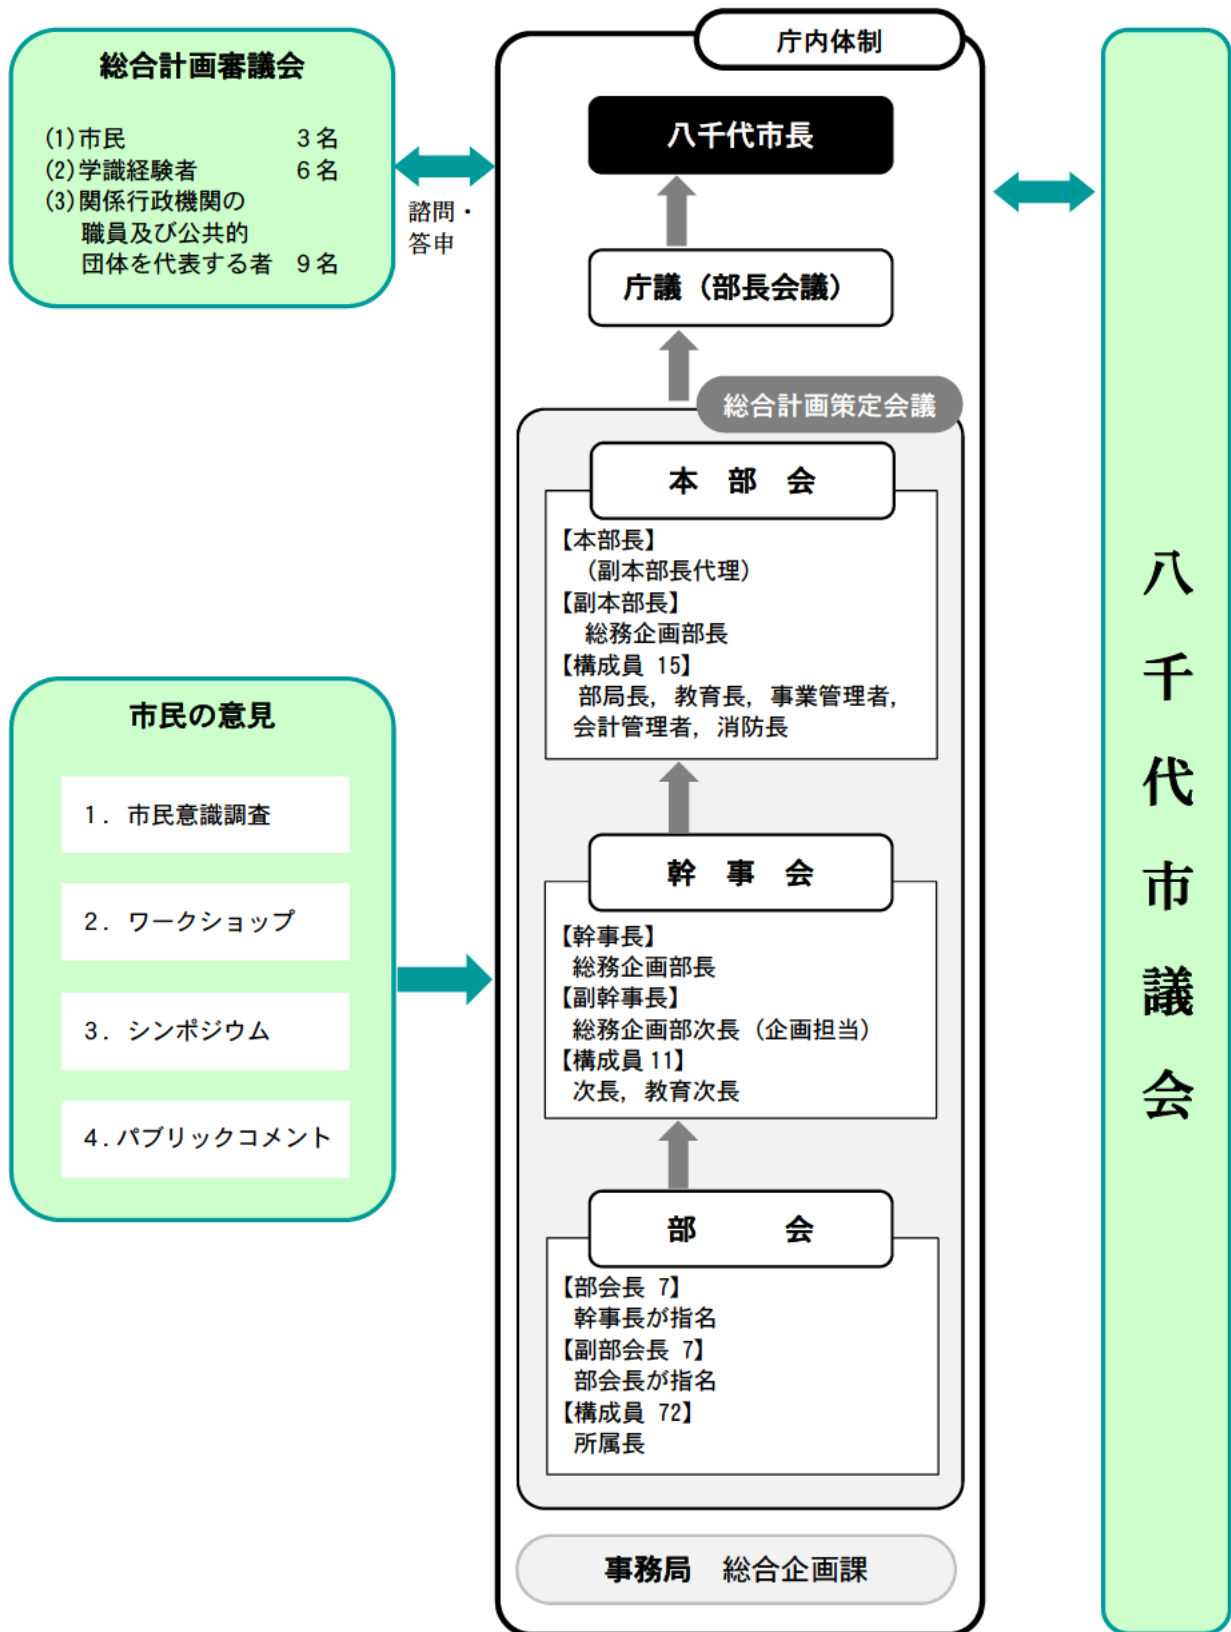 総合計画審議会
(1)市民 3名
(2)学識経験者 6名
(3)関係行政機関の
職員及び公共的
団体を代表する者 9名
諮問・
答申
市民の意見
1. 市民意識調査
2. ワークショップ
3. シンポジウム
4.パブリックコメント
庁内体制
八千代市長
庁議（部長会議）
総合計画策定会議
本部会
【本部長】
（副本部長代理）
【副本部長】
総務企画部長
【構成員 15】
部局長，教育長，事業管理者，
会計管理者，消防長
幹事会
【幹事長】
総務企画部長
【副幹事長】
総務企画部次長（企画担当）
【構成員 11】
次長，教育次長
部会
【部会長 7】
幹事長が指名
【副部会長 7】
部会長が指名
【構成員 72】
所属長
事務局 総合企画課
八千代市議会